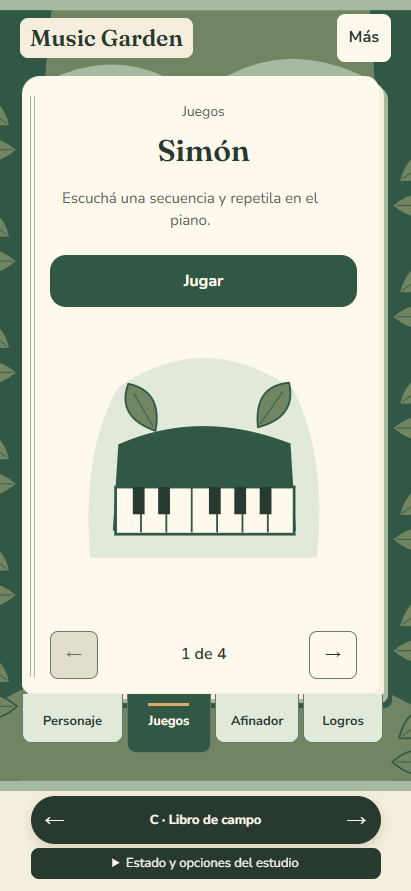 Music Garden
Más
Juegos
Simón
Escuchá una secuencia y repetila en el
piano.
Jugar
←
1 de 4
→
Personaje
Juegos
Afinador
Logros
← C · Libro de campo →
▶ Estado y opciones del estudio